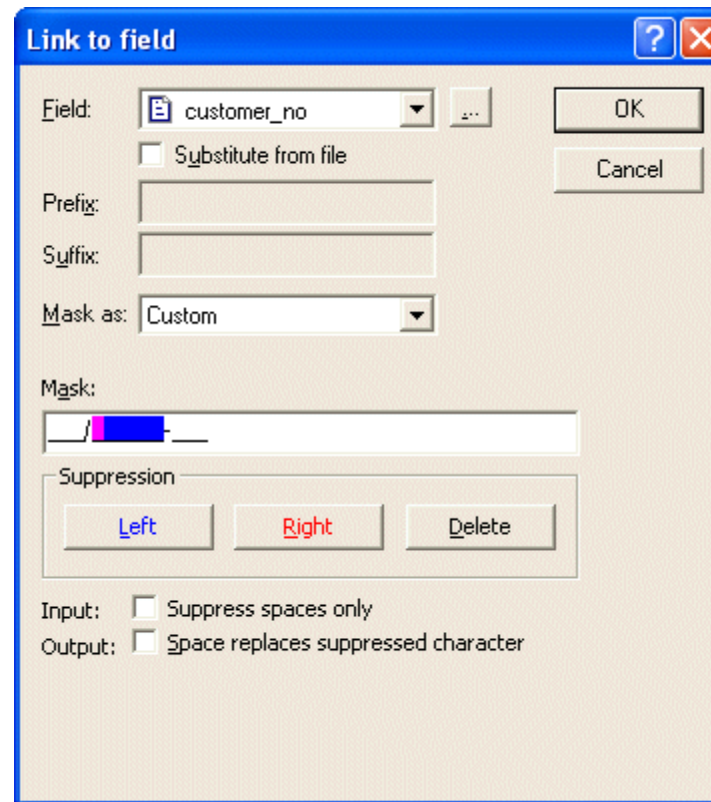 Link to field
Field: customer_no ... OK
Substitute from file
Cancel
Prefix:
Suffix:
Mask as: Custom
Mask:
___/ -___
Suppression
Left Right Delete
Input: Suppress spaces only
Output: Space replaces suppressed character